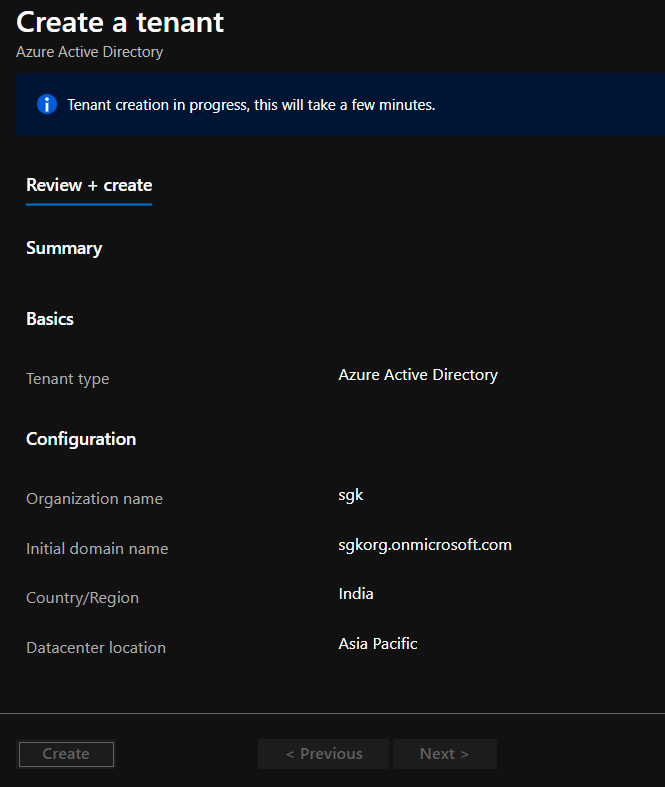 Create a tenant
Azure Active Directory
Tenant creation in progress, this will take a few minutes.
Review + create
Summary
Basics
Tenant type Azure Active Directory
Configuration
Organization name sgk
Initial domain name sgkorg.onmicrosoft.com
Country/Region India
Datacenter location Asia Pacific
Create < Previous Next >